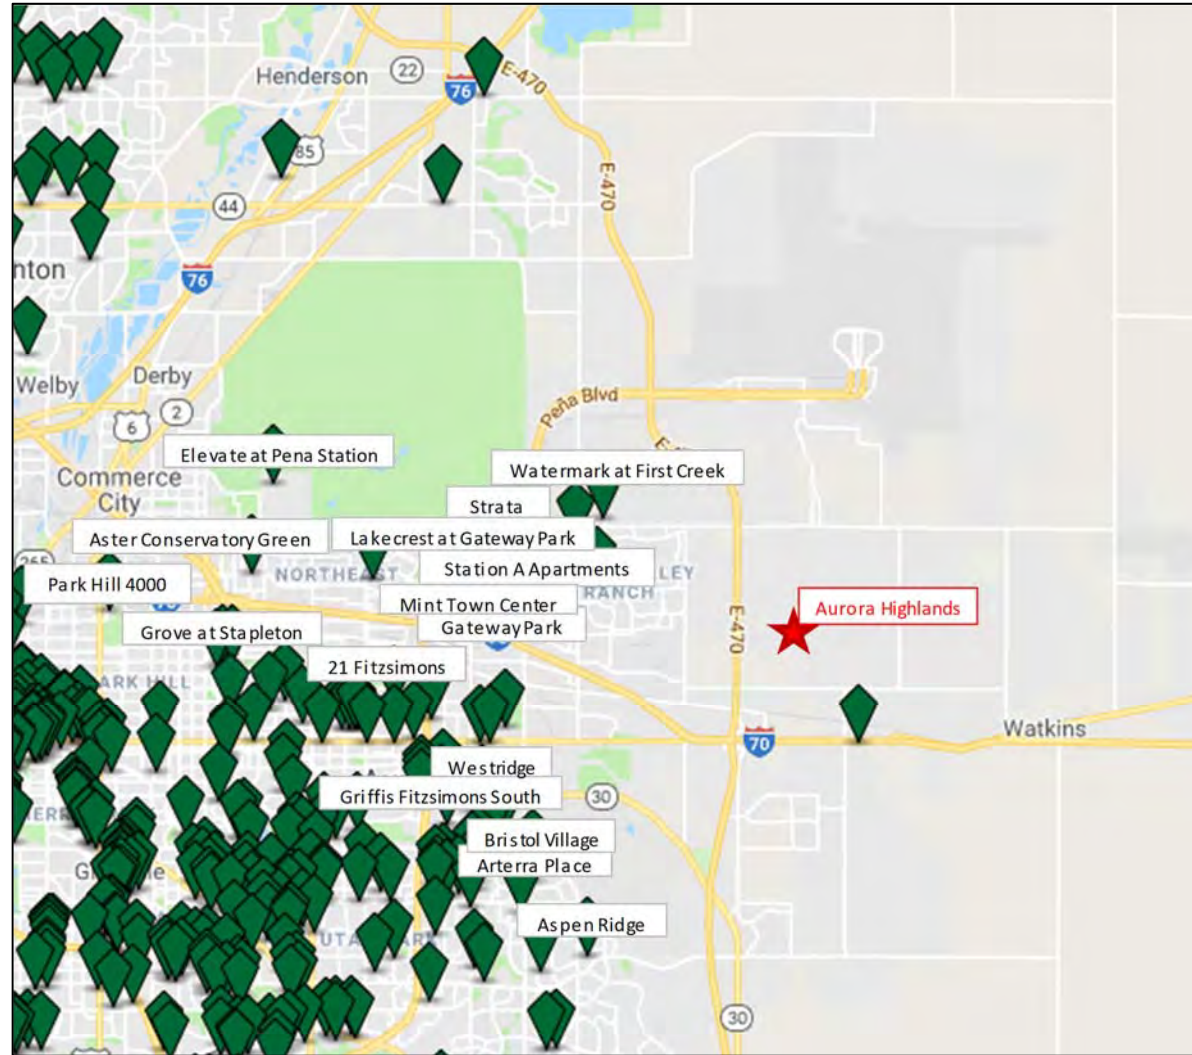 Henderson
22
E-470
76
85
E-470
44
nton
76
Welby
Derby
Peña Blvd
2
6
Elevate at Pena Station
Watermark at First Creek
Commerce
City
Strata
Aster Conservatory Green
Lakecrest at Gateway Park
265
NORTHEAST
Station A Apartments
LEY
RANCH
Park Hill 4000
Mint Town Center
Aurora Highlands
Grove at Stapleton
Gateway Park
E-470
21 Fitzsimons
ARK HILL
Watkins
70
Westridge
Griffis Fitzsimons South
30
Bristol Village
Arterra Place
Aspen Ridge
30